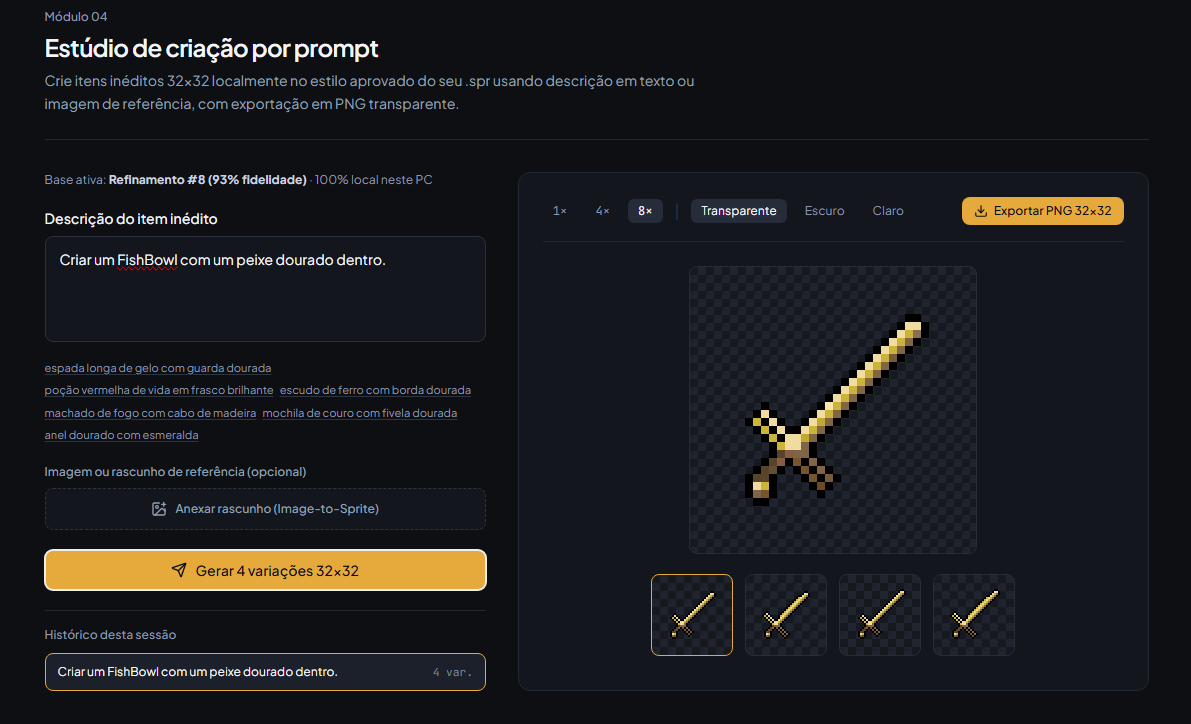 Módulo 04
Estúdio de criação por prompt
Crie itens inéditos 32×32 localmente no estilo aprovado do seu .spr usando descrição em texto ou
imagem de referência, com exportação em PNG transparente.
Base ativa: Refinamento #8 (93% fidelidade) · 100% local neste PC
Descrição do item inédito
Criar um FishBowl com um peixe dourado dentro.
espada longa de gelo com guarda dourada
poção vermelha de vida em frasco brilhante escudo de ferro com borda dourada
machado de fogo com cabo de madeira mochila de couro com fivela dourada
anel dourado com esmeralda
Imagem ou rascunho de referência (opcional)
Anexar rascunho (Image-to-Sprite)
Gerar 4 variações 32×32
Histórico desta sessão
Criar um FishBowl com um peixe dourado dentro. 4 var.
1× 4× 8× Transparente Escuro Claro Exportar PNG 32×32